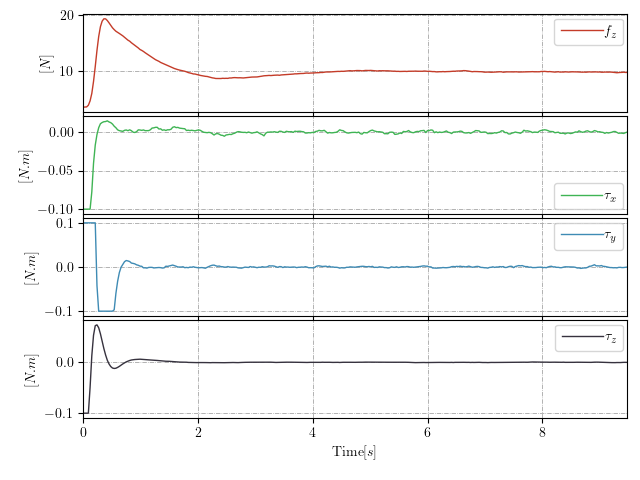 20
10
[N]
f_z
0.00
−0.05
−0.10
[N.m]
τ_x
0.1
0.0
−0.1
[N.m]
τ_y
0.0
−0.1
[N.m]
τ_z
0 2 4 6 8
Time[s]